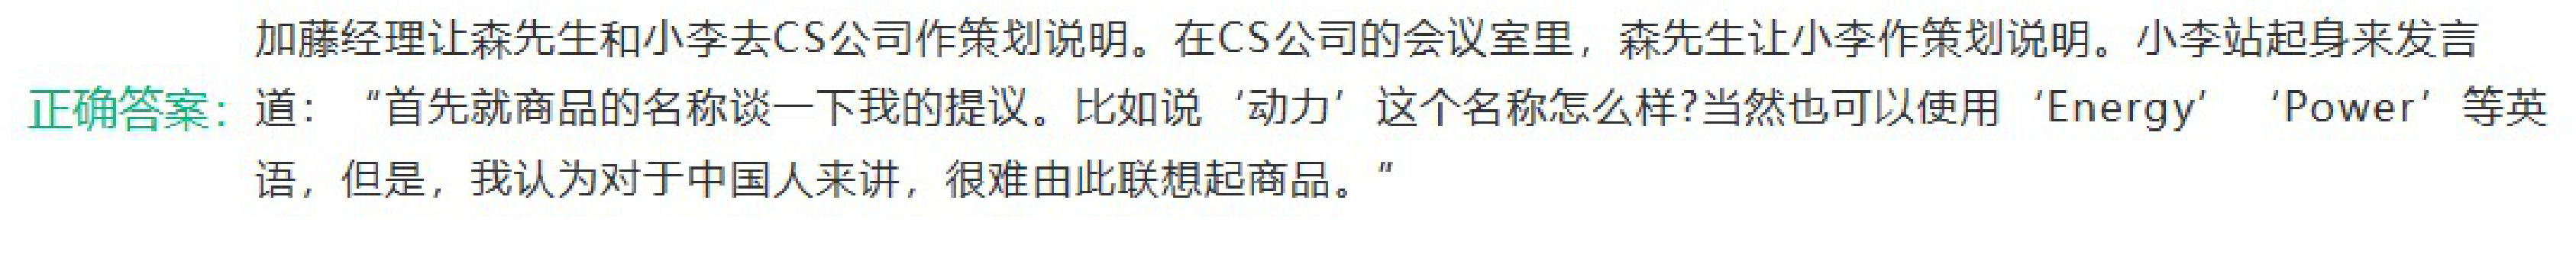 加藤经理让森先生和小李去CS公司作策划说明。在CS公司的会议室里，森先生让小李作策划说明。小李站起身来发言
正确答案：道：“首先就商品的名称谈一下我的提议。比如说‘动力’这个名称怎么样?当然也可以使用‘Energy’‘Power’等英
语，但是，我认为对于中国人来讲，很难由此联想起商品。”